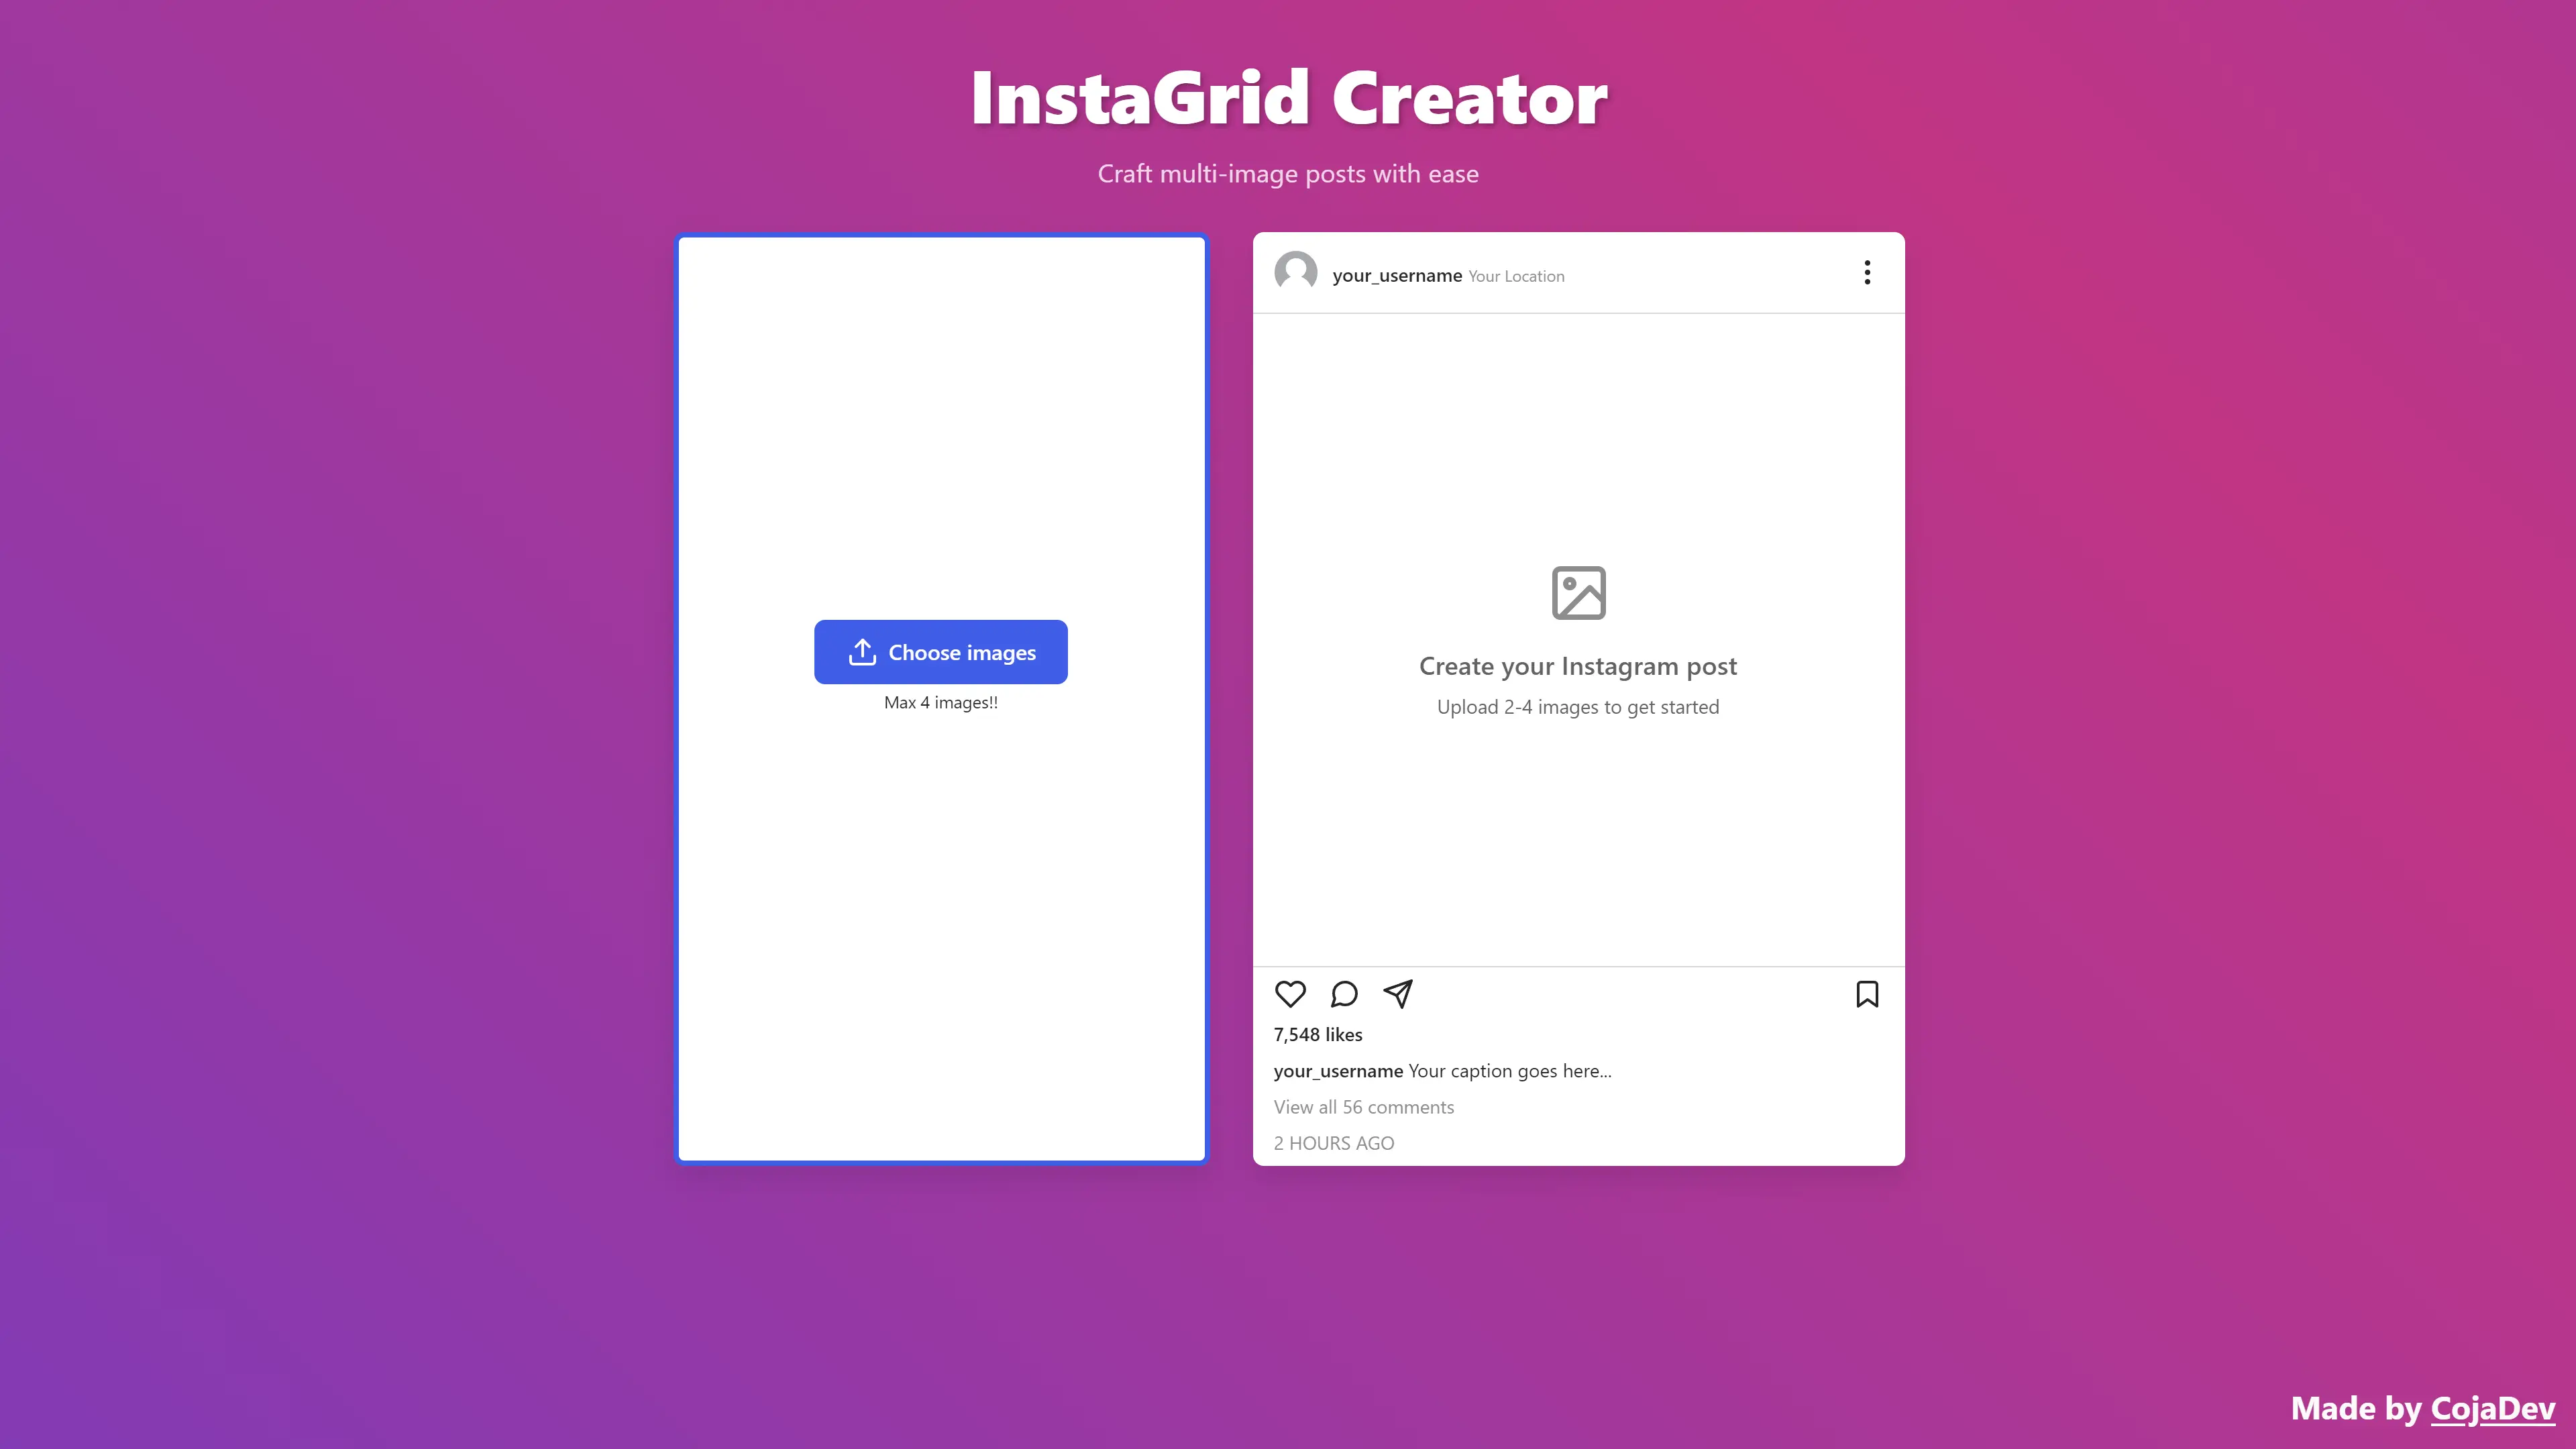 InstaGrid Creator
Craft multi-image posts with ease
Choose images
Max 4 images!!
your_username Your Location
Create your Instagram post
Upload 2-4 images to get started
7,548 likes
your_username Your caption goes here...
View all 56 comments
2 HOURS AGO
Made by CojaDev